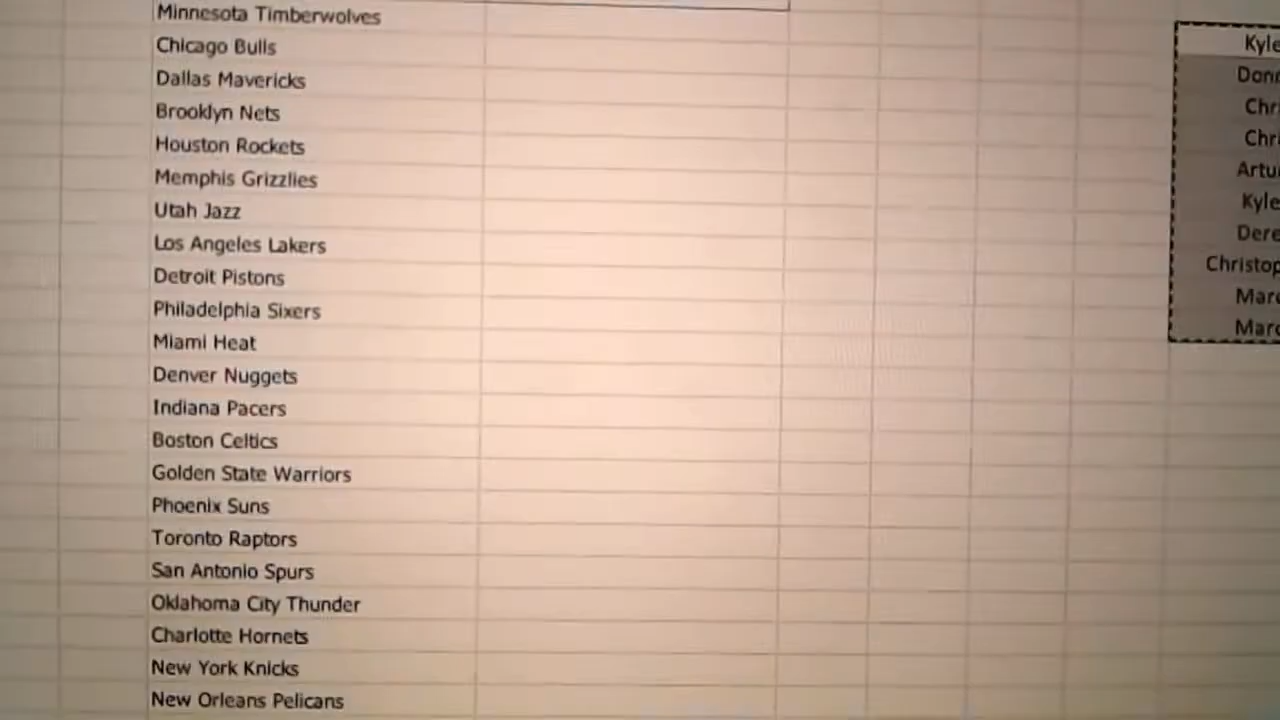 Minnesota Timberwolves
Chicago Bulls
Dallas Mavericks
Brooklyn Nets
Houston Rockets
Memphis Grizzlies
Utah Jazz
Los Angeles Lakers
Detroit Pistons
Philadelphia Sixers
Miami Heat
Denver Nuggets
Indiana Pacers
Boston Celtics
Golden State Warriors
Phoenix Suns
Toronto Raptors
San Antonio Spurs
Oklahoma City Thunder
Charlotte Hornets
New York Knicks
New Orleans Pelicans
Kyle
Kyle